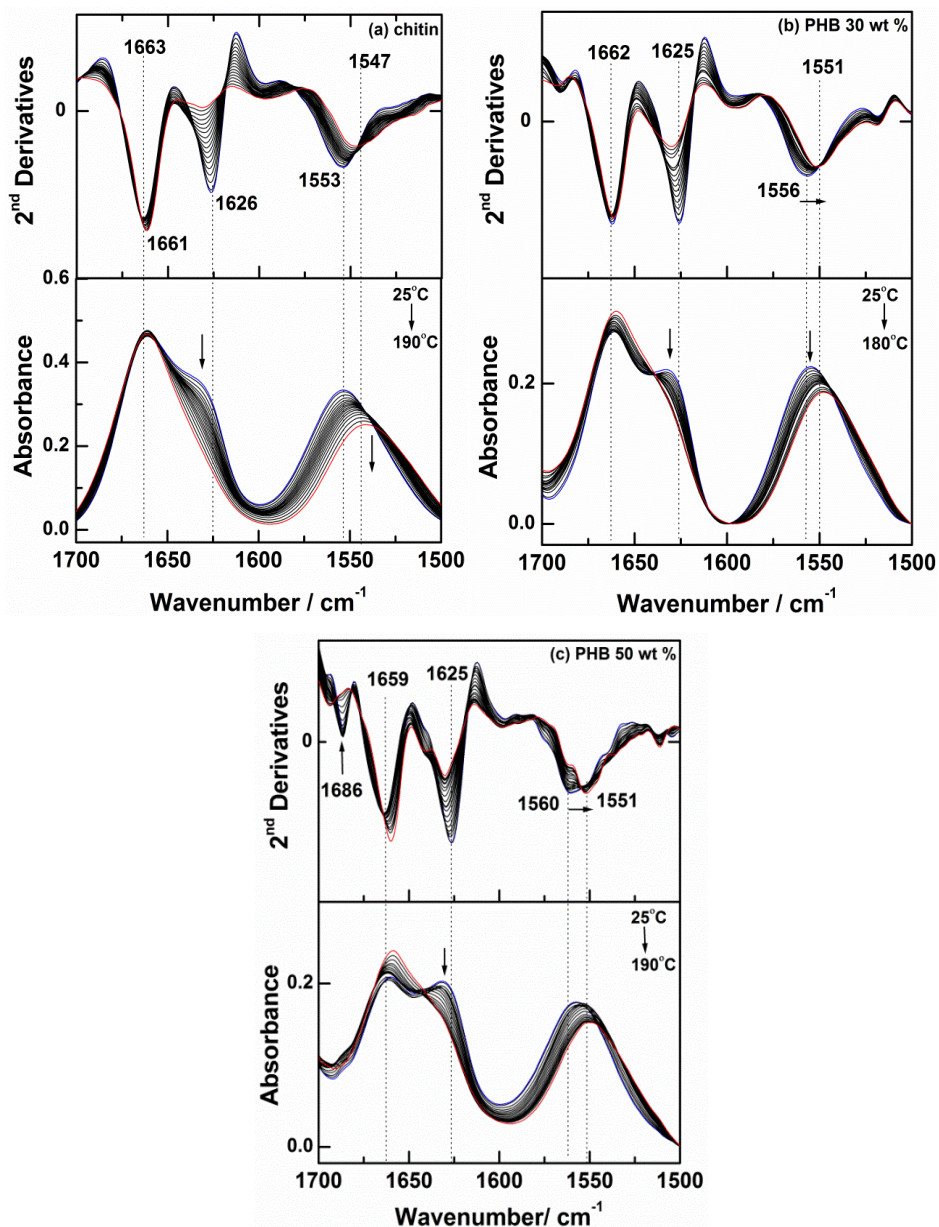 (a) chitin
1663
1547
0
1553
1626
1661
2nd Derivatives
0.6
25°C
190°C
0.4
0.2
0.0
Absorbance
1700 1650 1600 1550 1500
Wavenumber / cm-1
(b) PHB 30 wt %
1662 1625 1551
0
1556
2nd Derivatives
25°C
180°C
0.2
0.0
Absorbance
1700 1650 1600 1550 1500
Wavenumber / cm-1
(c) PHB 50 wt %
1659 1625
0
1686
1560 1551
2nd Derivatives
25°C
190°C
0.2
0.0
Absorbance
1700 1650 1600 1550 1500
Wavenumber/ cm-1